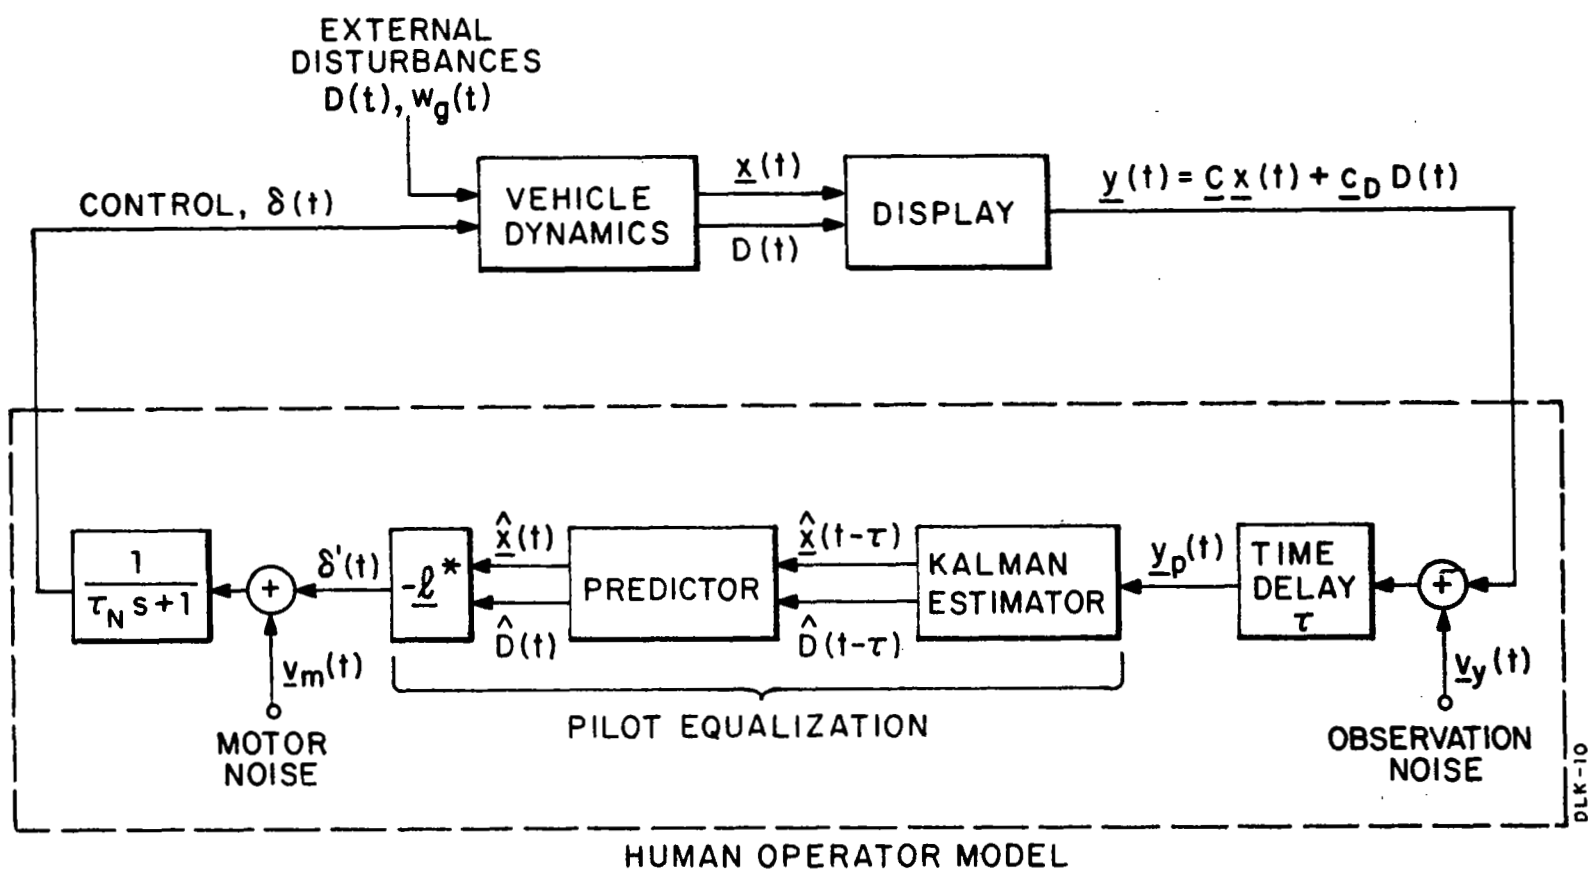 EXTERNAL
DISTURBANCES
D(t), w_g(t)
CONTROL, δ(t)
VEHICLE
DYNAMICS
x(t)
D(t)
DISPLAY
y(t) = C x(t) + c_D D(t)
1
τ_N s+1
+
δ'(t)
-ℓ*
x̂(t)
D̂(t)
PREDICTOR
x̂(t-τ)
D̂(t-τ)
KALMAN
ESTIMATOR
y_p(t)
TIME
DELAY
τ
+
v_m(t)
MOTOR
NOISE
PILOT EQUALIZATION
v_y(t)
OBSERVATION
NOISE
DLK-10
HUMAN OPERATOR MODEL